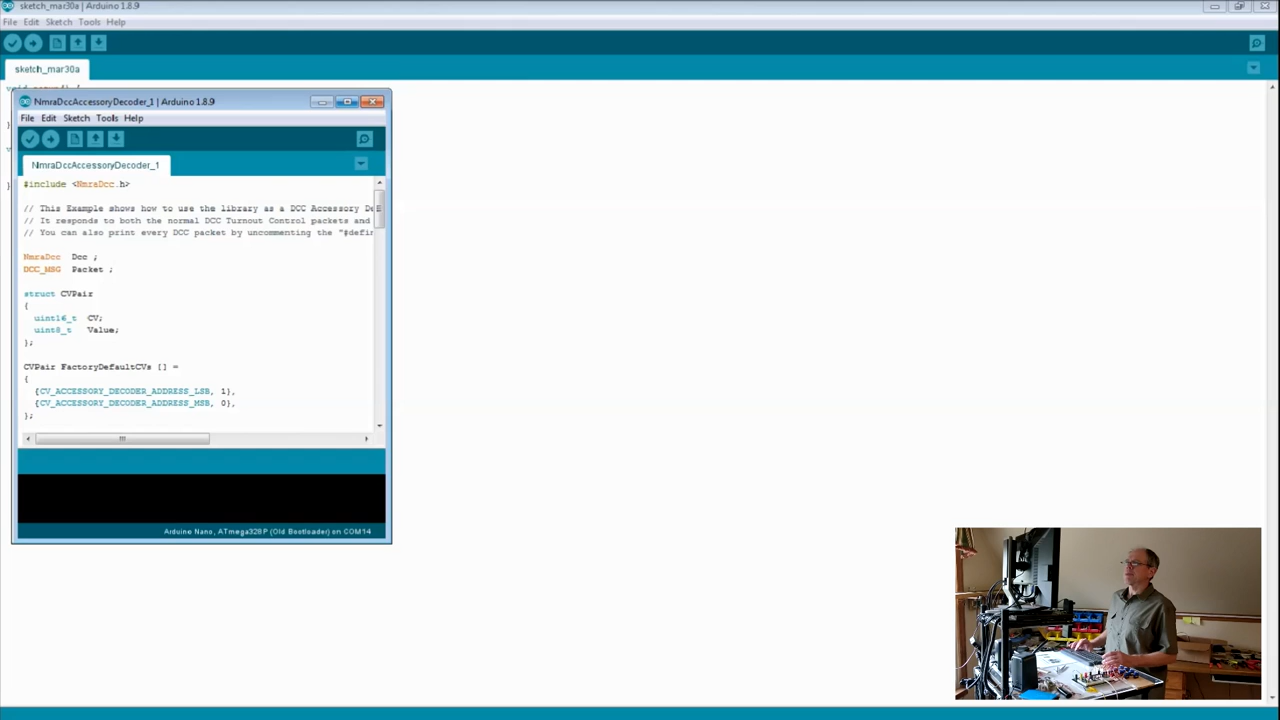 sketch_mar30a | Arduino 1.8.9
File Edit Sketch Tools Help
sketch_mar30a
NmraDccAccessoryDecoder_1 | Arduino 1.8.9
File Edit Sketch Tools Help
NmraDccAccessoryDecoder_1
#include <NmraDcc.h>
// This Example shows how to use the library as a DCC Accessory De
// It responds to both the normal DCC Turnout Control packets and
// You can also print every DCC packet by uncommenting the "#defin
NmraDcc Dcc ;
DCC_MSG Packet ;
struct CVPair
{
uint16_t CV;
uint8_t Value;
};
CVPair FactoryDefaultCVs [] =
{
{CV_ACCESSORY_DECODER_ADDRESS_LSB, 1},
{CV_ACCESSORY_DECODER_ADDRESS_MSB, 0},
};
Arduino Nano, ATmega328P (Old Bootloader) on COM14